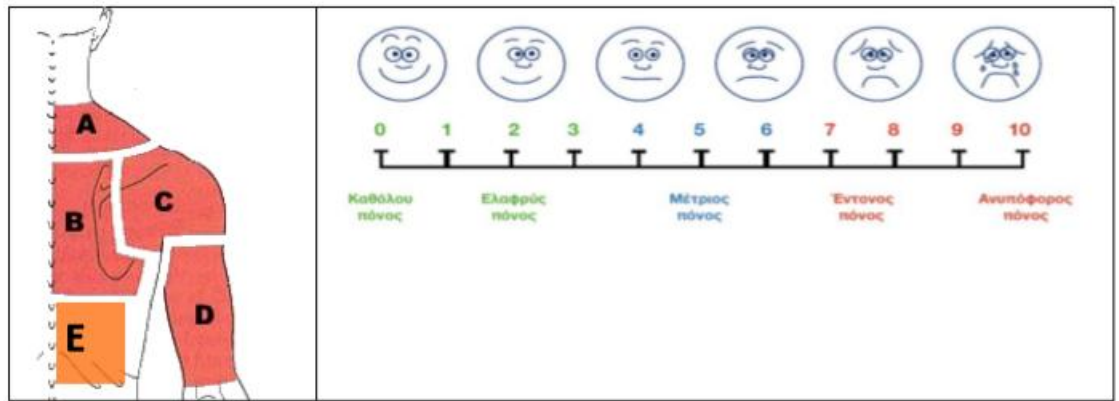 A
B
C
D
E
0 1 2 3 4 5 6 7 8 9 10
Καθόλου πόνος
Ελαφρύς πόνος
Μέτριος πόνος
Έντονος πόνος
Ανυπόφορος πόνος